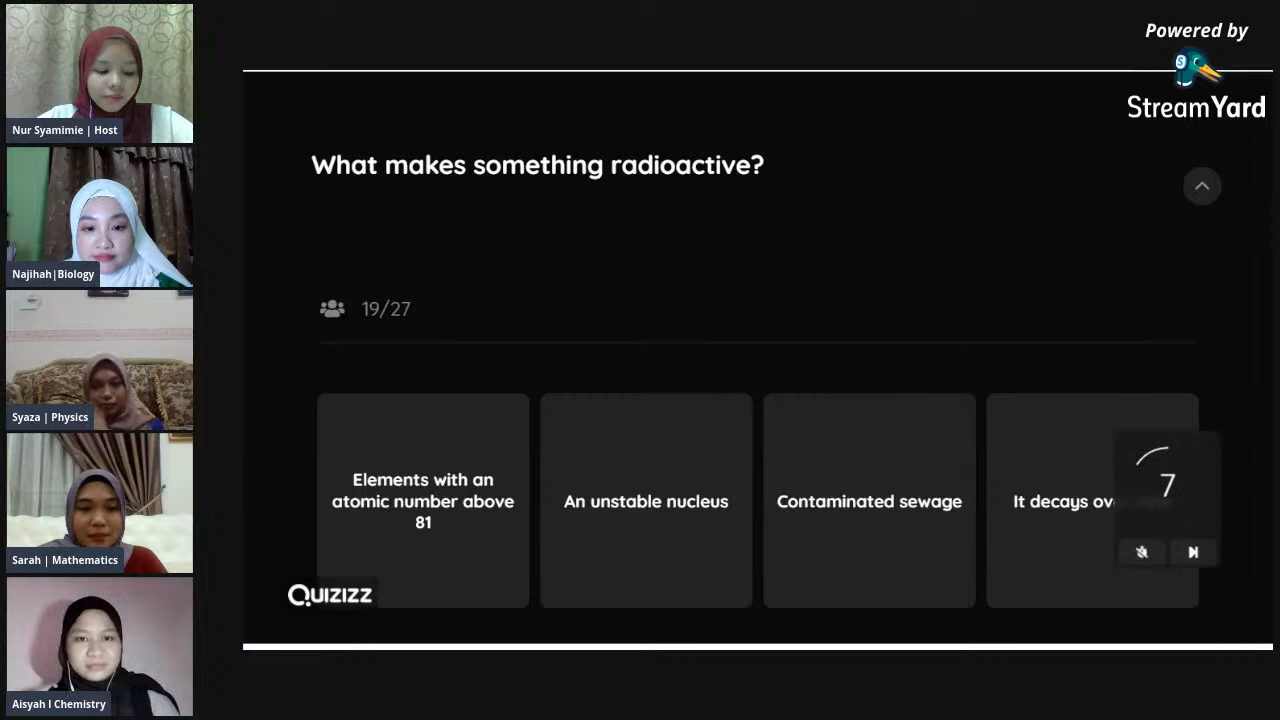 Powered by
StreamYard
Nur Syamimie | Host
Najihah|Biology
Syaza | Physics
Sarah | Mathematics
Aisyah I Chemistry
What makes something radioactive?
19/27
Elements with an
atomic number above
81
An unstable nucleus
Contaminated sewage
It decays
7
QUIZIZZ